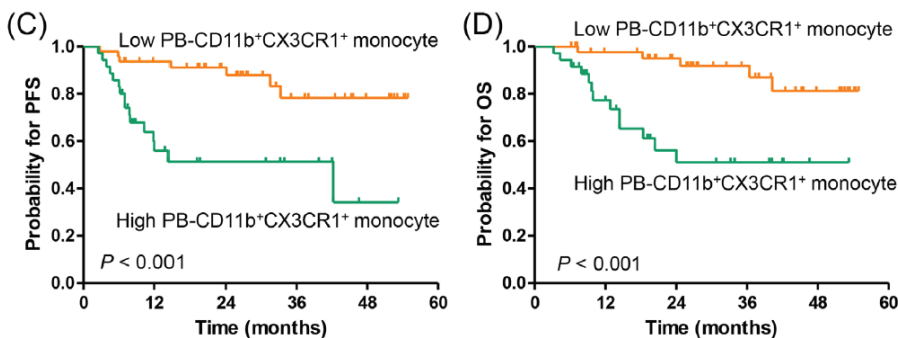 (C)
Low PB-CD11b⁺CX3CR1⁺ monocyte
Probability for PFS
1.0
0.8
0.6
0.4
0.2
0.0
High PB-CD11b⁺CX3CR1⁺ monocyte
P < 0.001
0 12 24 36 48 60
Time (months)
(D)
Low PB-CD11b⁺CX3CR1⁺ monocyte
Probability for OS
1.0
0.8
0.6
0.4
0.2
0.0
High PB-CD11b⁺CX3CR1⁺ monocyte
P < 0.001
0 12 24 36 48 60
Time (months)